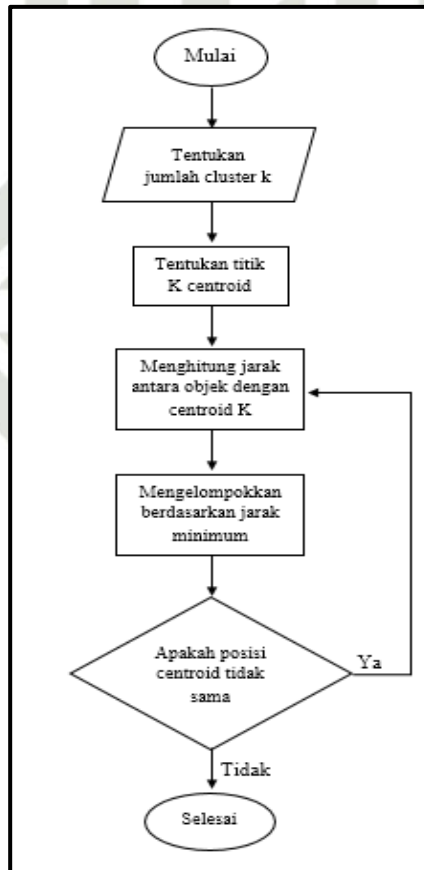 Mulai
Tentukan
jumlah cluster k
Tentukan titik
K centroid
Menghitung jarak
antara objek dengan
centroid K
Mengelompokkan
berdasarkan jarak
minimum
Apakah posisi
centroid tidak
sama
Ya
Tidak
Selesai